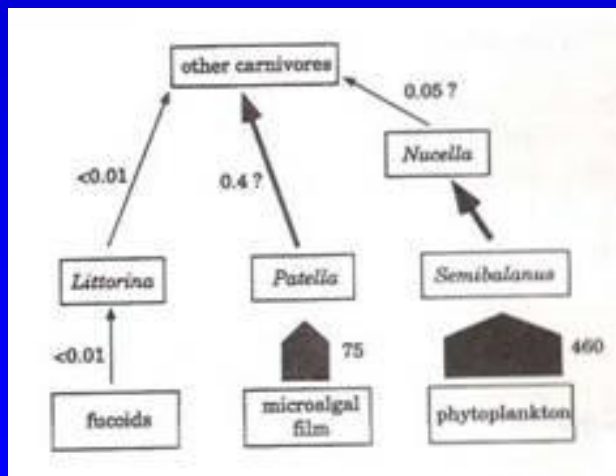 other carnivores
0.05 ?
Nucella
<0.01
0.4 ?
Littorina
Patella
Semibalanus
<0.01
75
460
fucoids
microalgal
film
phytoplankton